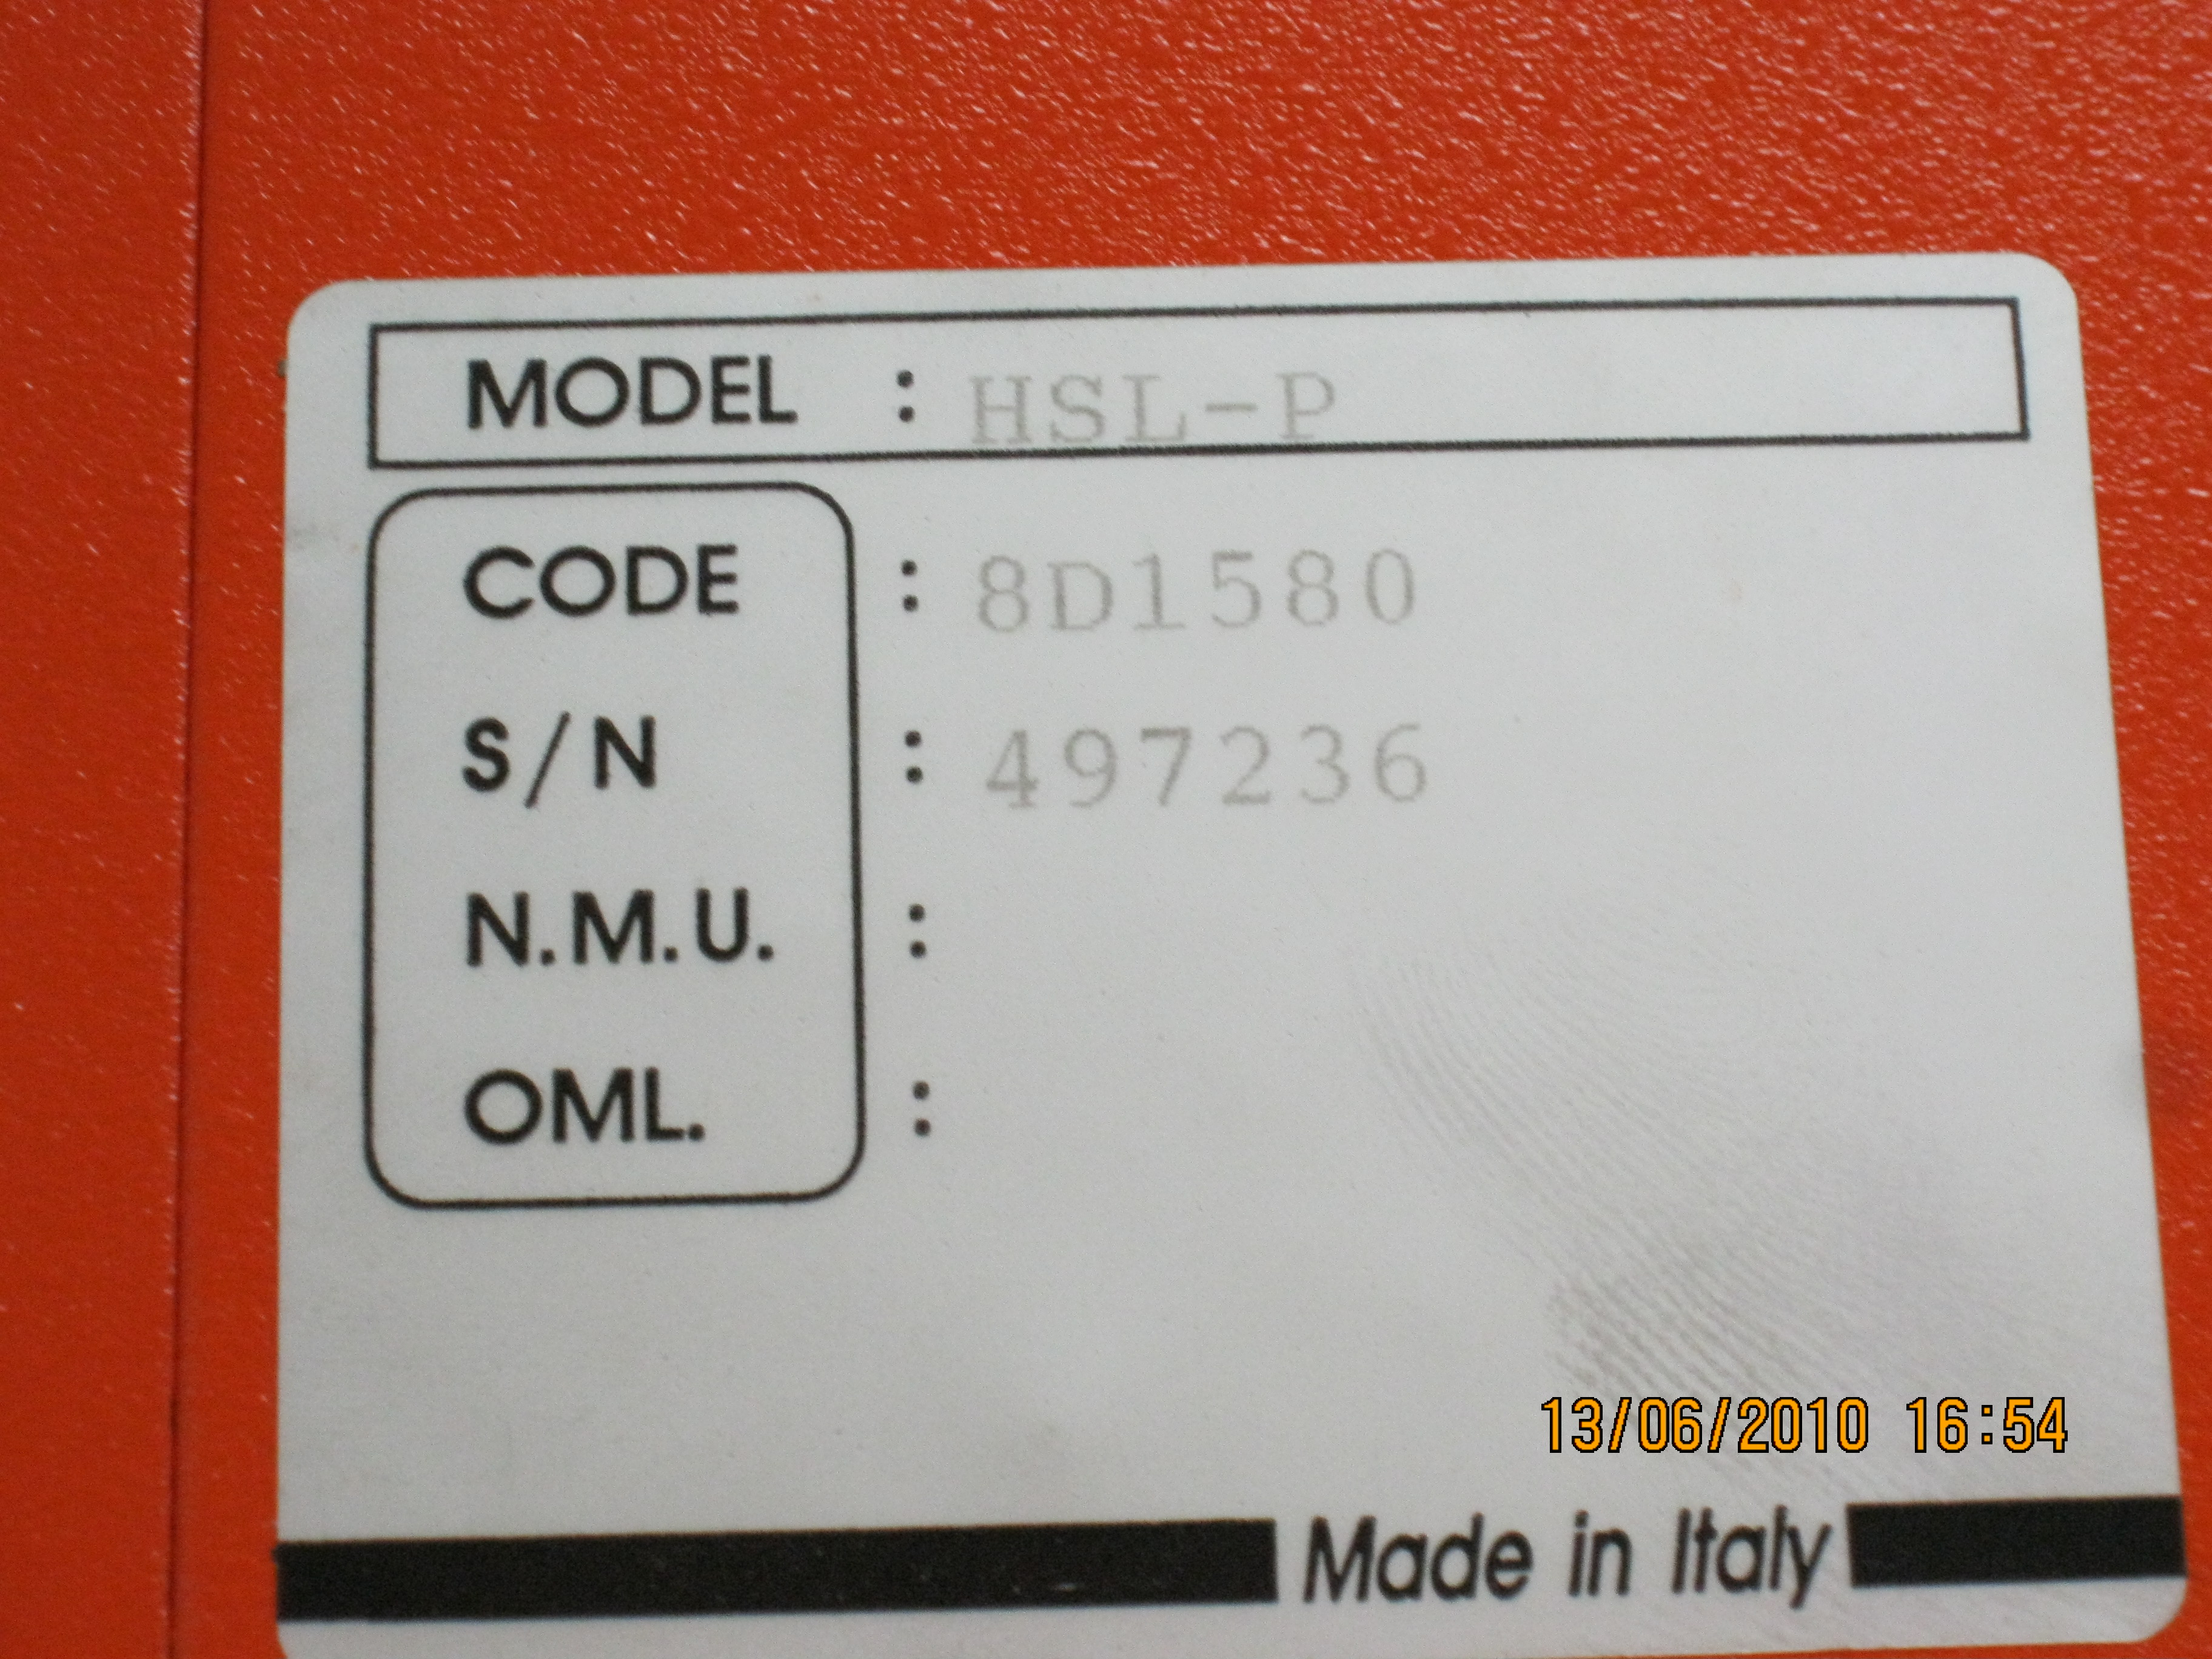 MODEL : HSL-P
CODE : 8D1580
S/N : 497236
N.M.U. :
OML. :
13/06/2010 16:54
Made in Italy